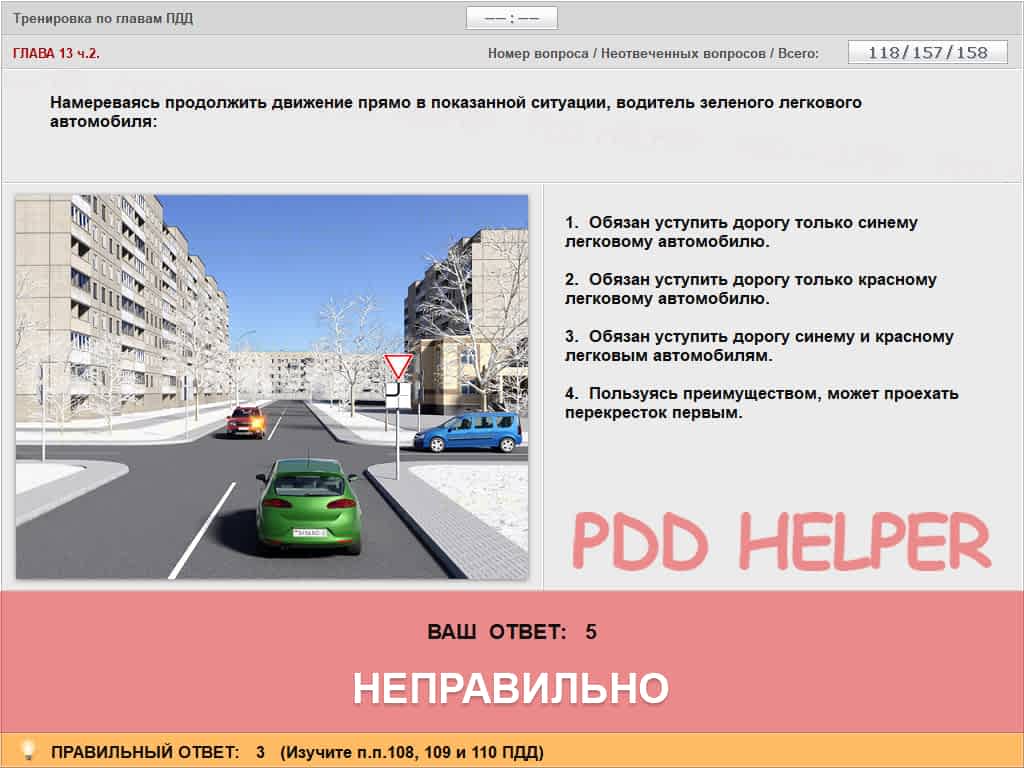 Тренировка по главам ПДД
–– : ––
ГЛАВА 13 ч.2.
Номер вопроса / Неотвеченных вопросов / Всего:
118/157/158
Намереваясь продолжить движение прямо в показанной ситуации, водитель зеленого легкового
автомобиля:
1. Обязан уступить дорогу только синему
легковому автомобилю.
2. Обязан уступить дорогу только красному
легковому автомобилю.
3. Обязан уступить дорогу синему и красному
легковым автомобилям.
4. Пользуясь преимуществом, может проехать
перекресток первым.
PDD HELPER
ВАШ ОТВЕТ: 5
НЕПРАВИЛЬНО
ПРАВИЛЬНЫЙ ОТВЕТ: 3 (Изучите п.п.108, 109 и 110 ПДД)